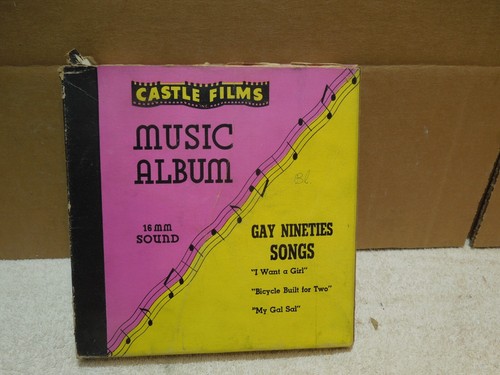 CASTLE FILMS
INC
MUSIC
ALBUM
16 MM
SOUND
GAY NINETIES
SONGS
"I Want a Girl"
"Bicycle Built for Two"
"My Gal Sal"